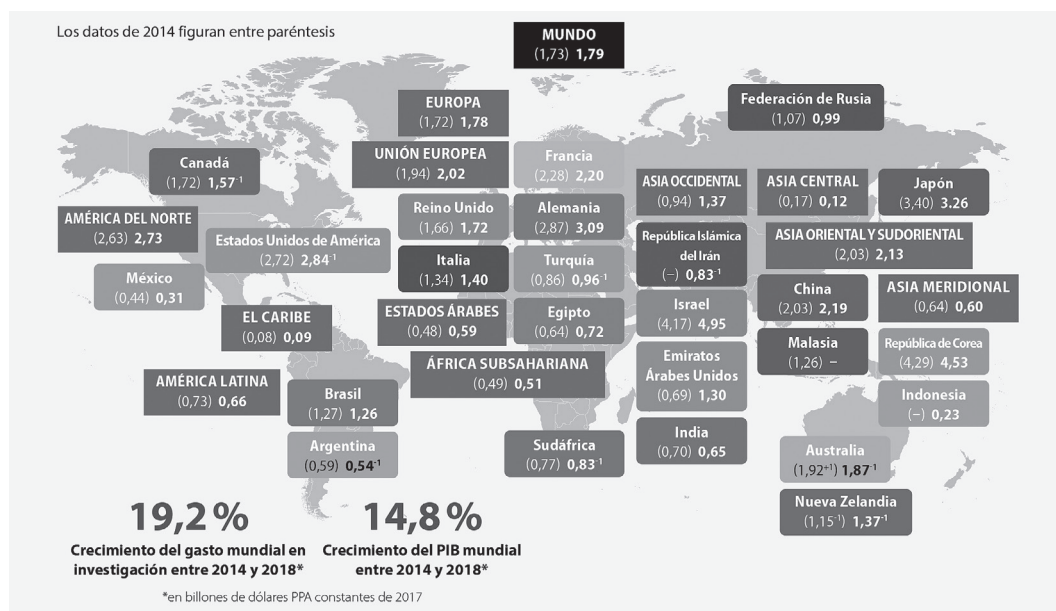 Los datos de 2014 figuran entre paréntesis
MUNDO
(1,73) 1,79
EUROPA
(1,72) 1,78
Federación de Rusia
(1,07) 0,99
Canadá
(1,72) 1,57⁻¹
UNIÓN EUROPEA
(1,94) 2,02
Francia
(2,28) 2,20
ASIA OCCIDENTAL
(0,94) 1,37
ASIA CENTRAL
(0,17) 0,12
Japón
(3,40) 3.26
AMÉRICA DEL NORTE
(2,63) 2,73
Estados Unidos de América
(2,72) 2,84⁻¹
Reino Unido
(1,66) 1,72
Alemania
(2,87) 3,09
República Islámica
del Irán
(–) 0,83⁻¹
ASIA ORIENTAL Y SUDORIENTAL
(2,03) 2,13
México
(0,44) 0,31
Italia
(1,34) 1,40
Turquía
(0,86) 0,96⁻¹
China
(2,03) 2,19
ASIA MERIDIONAL
(0,64) 0,60
EL CARIBE
(0,08) 0,09
ESTADOS ÁRABES
(0,48) 0,59
Egipto
(0,64) 0,72
Israel
(4,17) 4,95
Malasia
(1,26) –
República de Corea
(4,29) 4,53
AMÉRICA LATINA
(0,73) 0,66
Brasil
(1,27) 1,26
ÁFRICA SUBSAHARIANA
(0,49) 0,51
Emiratos
Árabes Unidos
(0,69) 1,30
Indonesia
(–) 0,23
Argentina
(0,59) 0,54⁻¹
Sudáfrica
(0,77) 0,83⁻¹
India
(0,70) 0,65
Australia
(1,92⁺¹) 1,87⁻¹
Nueva Zelandia
(1,15⁻¹) 1,37⁻¹
19,2 %
Crecimiento del gasto mundial en
investigación entre 2014 y 2018*
14,8 %
Crecimiento del PIB mundial
entre 2014 y 2018*
*en billones de dólares PPA constantes de 2017